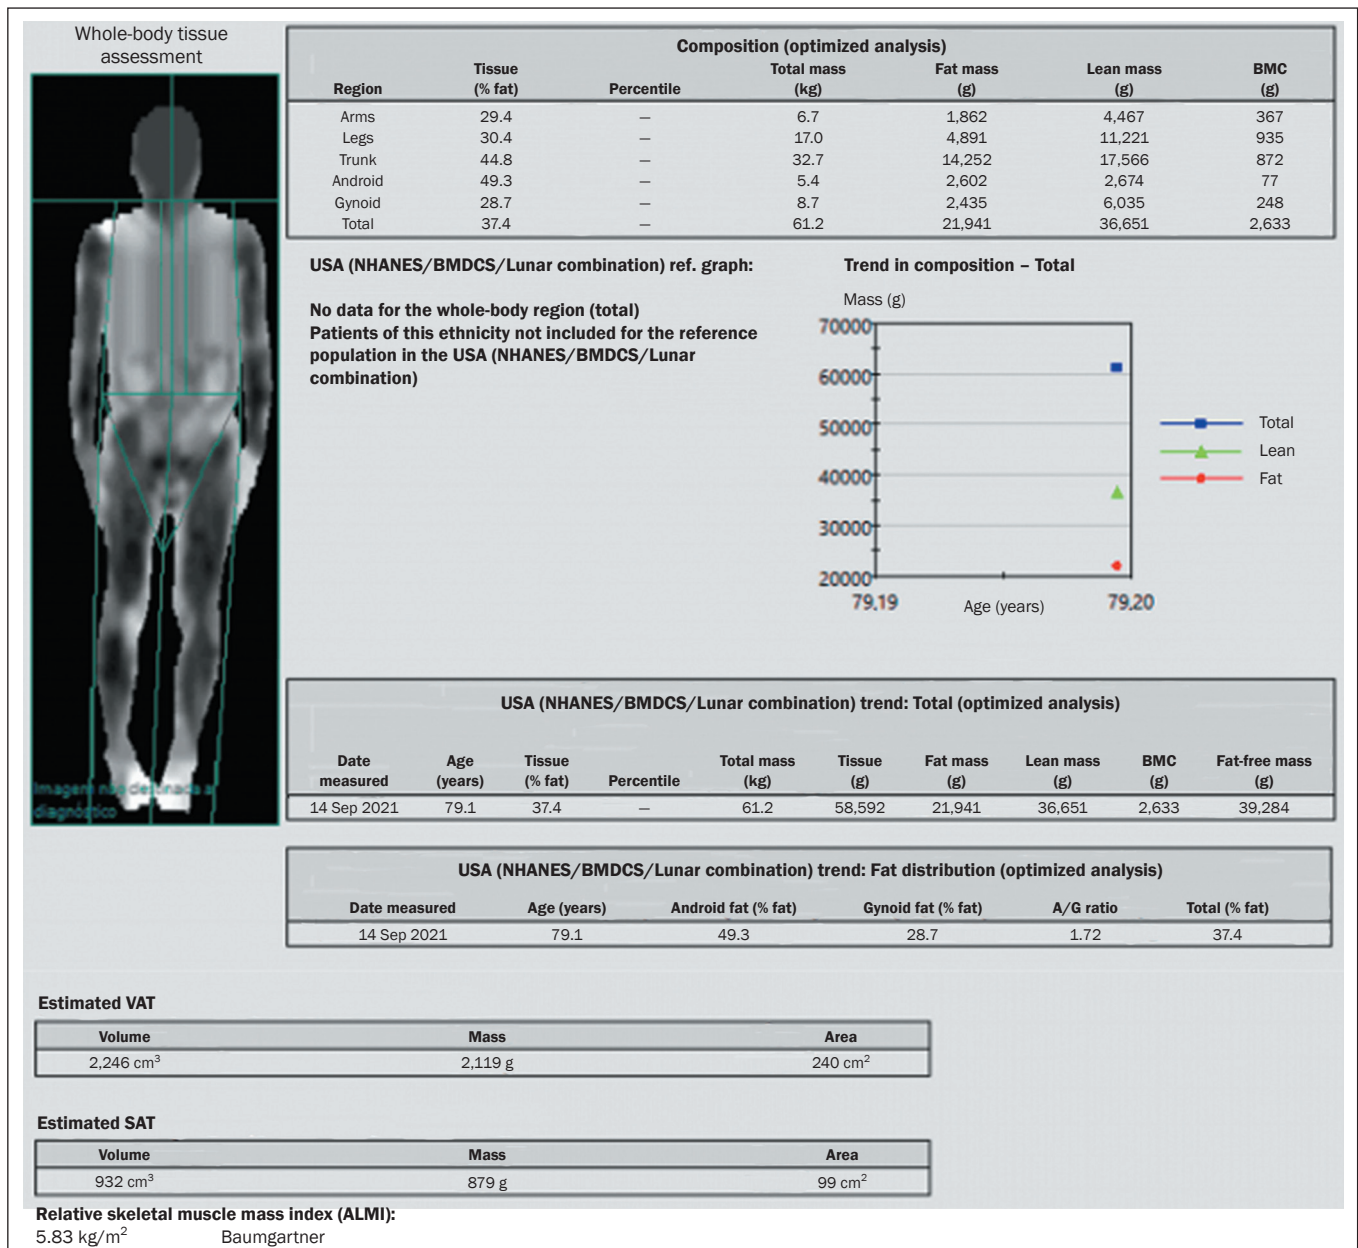 Whole-body tissue
assessment
Imagem não destinada a
diagnóstico
Composition (optimized analysis)
Region Tissue (% fat) Percentile Total mass (kg) Fat mass (g) Lean mass (g) BMC (g)
Arms 29.4 – 6.7 1,862 4,467 367
Legs 30.4 – 17.0 4,891 11,221 935
Trunk 44.8 – 32.7 14,252 17,566 872
Android 49.3 – 5.4 2,602 2,674 77
Gynoid 28.7 – 8.7 2,435 6,035 248
Total 37.4 – 61.2 21,941 36,651 2,633
USA (NHANES/BMDCS/Lunar combination) ref. graph:
No data for the whole-body region (total)
Patients of this ethnicity not included for the reference
population in the USA (NHANES/BMDCS/Lunar
combination)
Trend in composition – Total
Mass (g)
70000
60000
50000
40000
30000
20000
79.19 Age (years) 79.20
Total
Lean
Fat
USA (NHANES/BMDCS/Lunar combination) trend: Total (optimized analysis)
Date measured Age (years) Tissue (% fat) Percentile Total mass (kg) Tissue (g) Fat mass (g) Lean mass (g) BMC (g) Fat-free mass (g)
14 Sep 2021 79.1 37.4 – 61.2 58,592 21,941 36,651 2,633 39,284
USA (NHANES/BMDCS/Lunar combination) trend: Fat distribution (optimized analysis)
Date measured Age (years) Android fat (% fat) Gynoid fat (% fat) A/G ratio Total (% fat)
14 Sep 2021 79.1 49.3 28.7 1.72 37.4
Estimated VAT
Volume Mass Area
2,246 cm³ 2,119 g 240 cm²
Estimated SAT
Volume Mass Area
932 cm³ 879 g 99 cm²
Relative skeletal muscle mass index (ALMI):
5.83 kg/m² Baumgartner